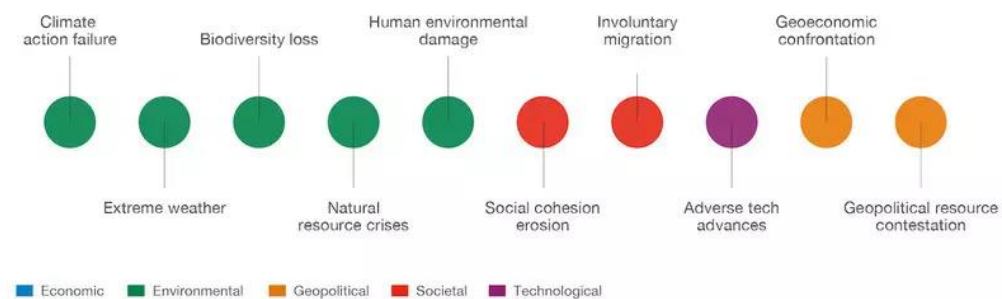 Climate
action failure
Biodiversity loss
Human environmental
damage
Involuntary
migration
Geoeconomic
confrontation
Extreme weather
Natural
resource crises
Social cohesion
erosion
Adverse tech
advances
Geopolitical resource
contestation
Economic
Environmental
Geopolitical
Societal
Technological